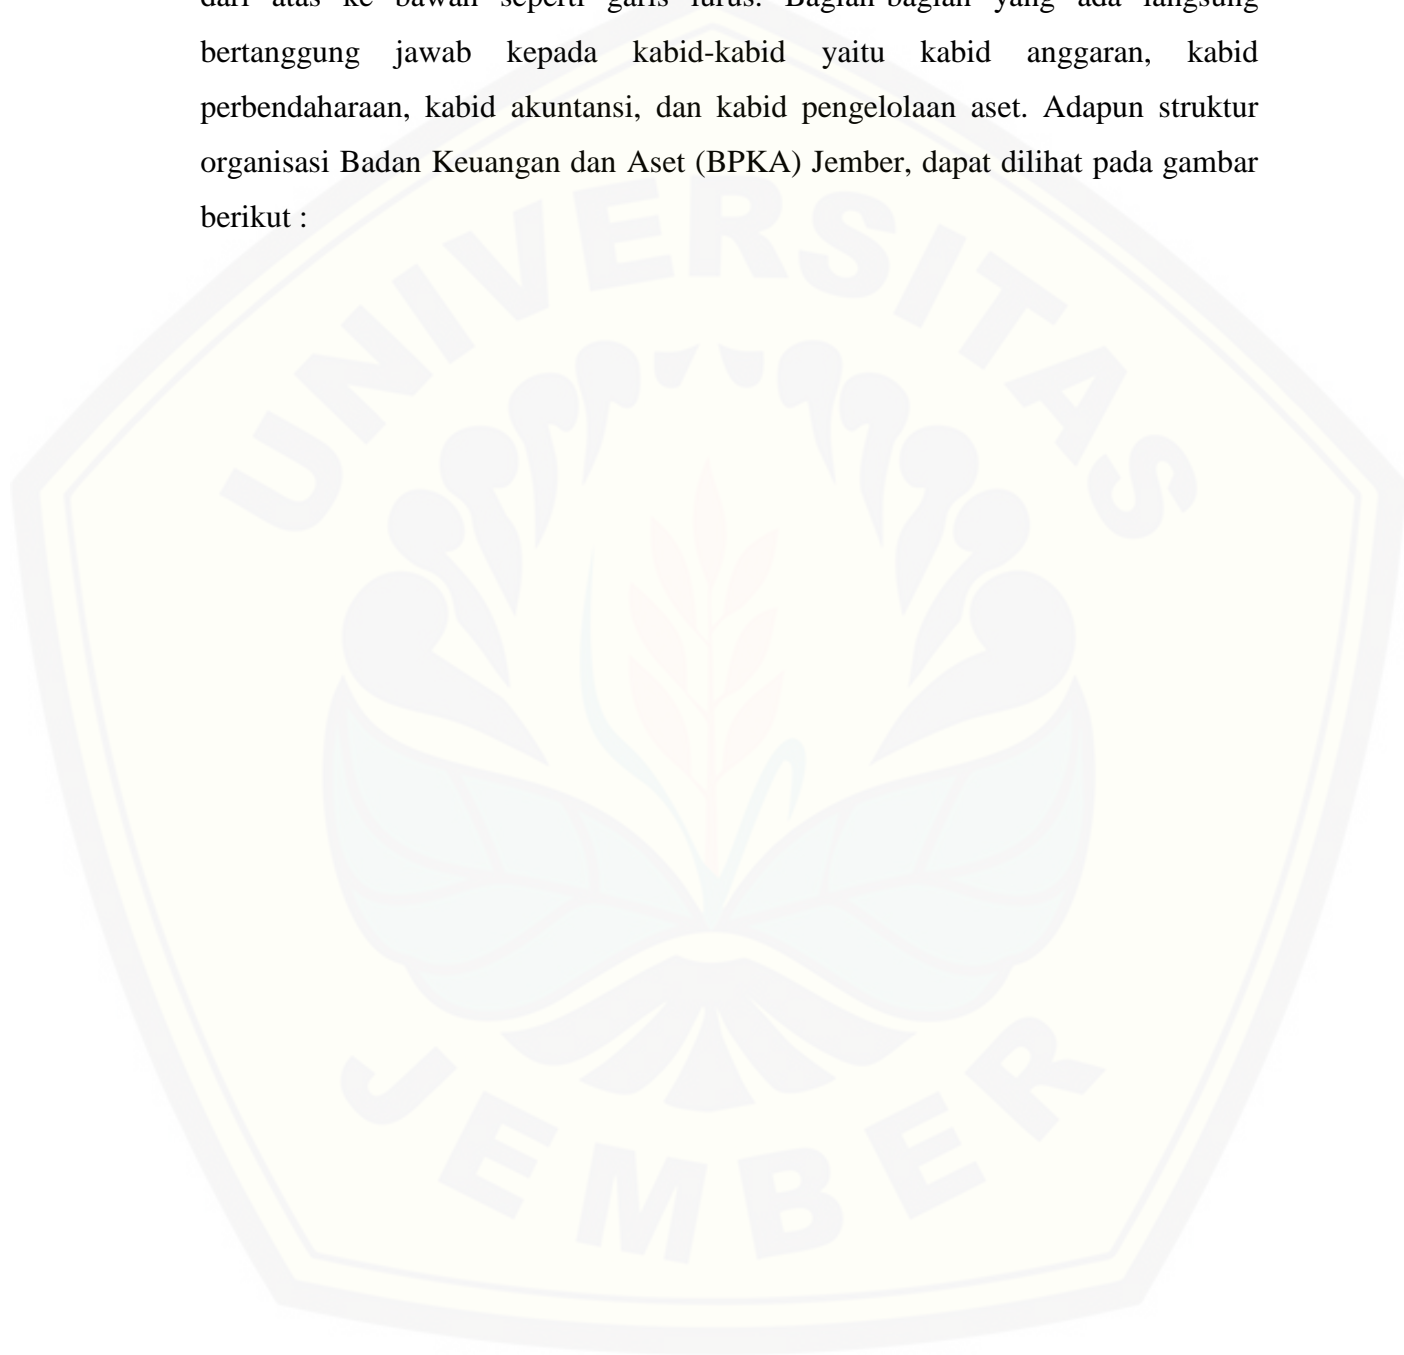 dari atas ke bawah seperti garis lurus. Bagian-bagian yang ada langsung
bertanggung jawab kepada kabid-kabid yaitu kabid anggaran, kabid
perbendaharaan, kabid akuntansi, dan kabid pengelolaan aset. Adapun struktur
organisasi Badan Keuangan dan Aset (BPKA) Jember, dapat dilihat pada gambar
berikut :
UNIVERSITAS
JEMBER